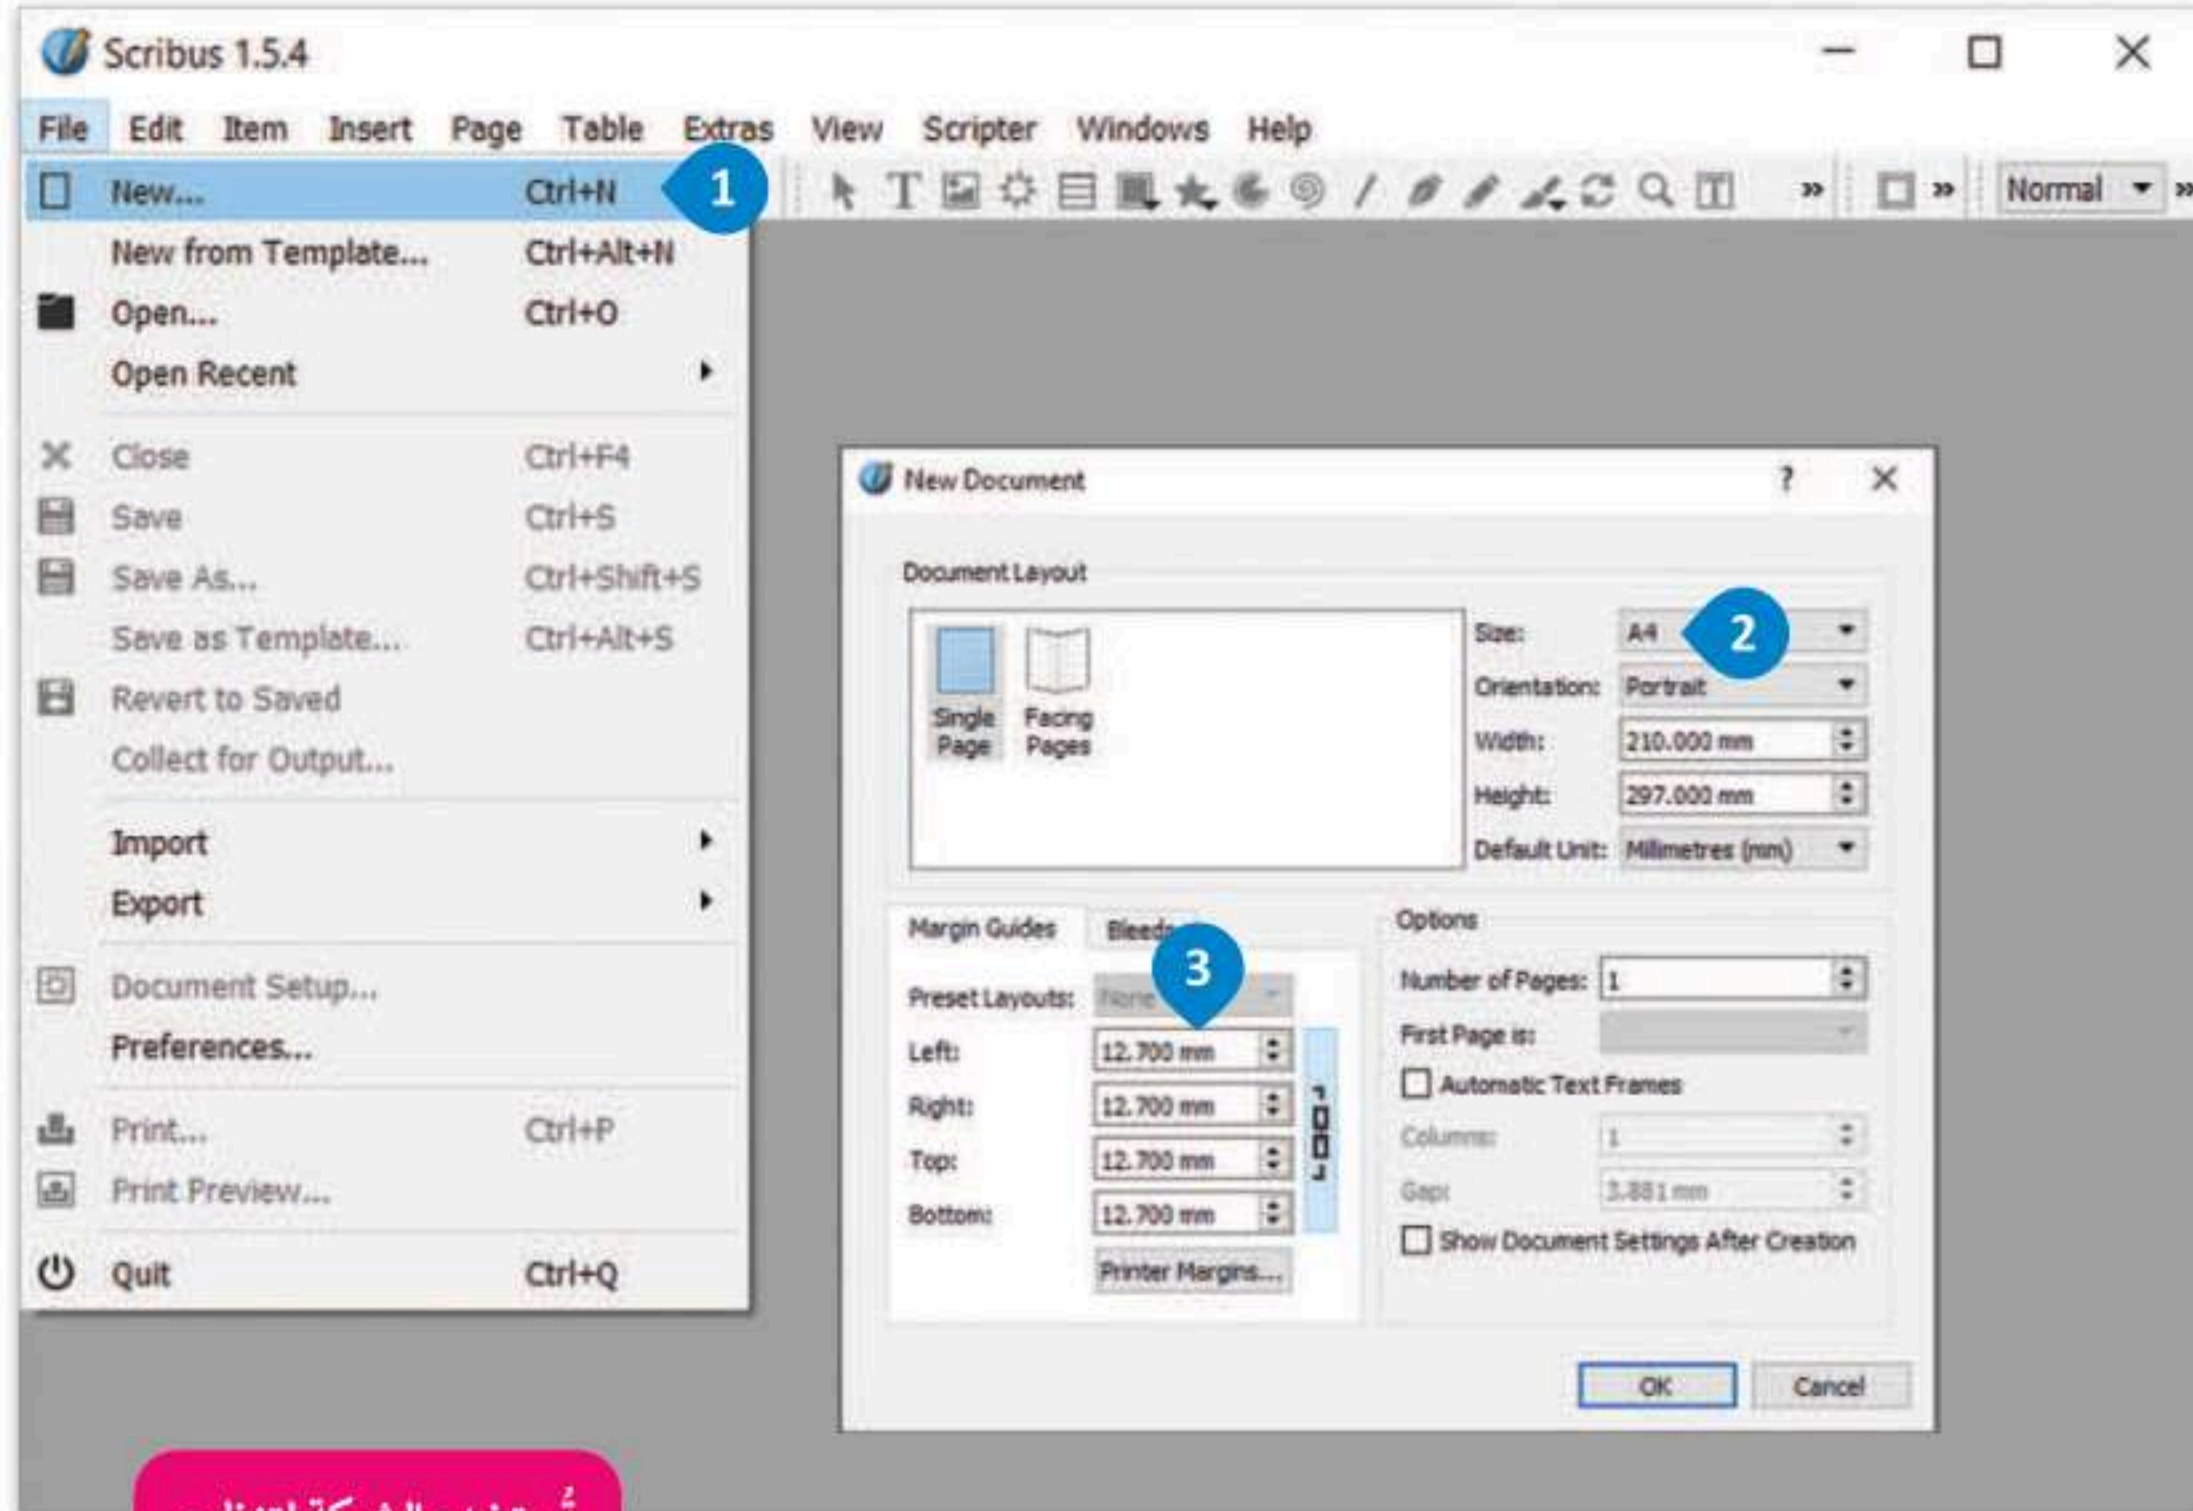 Scribus 1.5.4
File Edit Item Insert Page Table Extras View Scripter Windows Help
New... Ctrl+N 1
Normal
New from Template... Ctrl+Alt+N
Open... Ctrl+O
Open Recent
Close Ctrl+F4
Save Ctrl+S
Save As... Ctrl+Shift+S
Save as Template... Ctrl+Alt+S
Revert to Saved
Collect for Output...
Import
Export
Document Setup...
Preferences...
Print... Ctrl+P
Print Preview...
Quit Ctrl+Q
New Document
Document Layout
Single Page
Facing Pages
Size: A4 2
Orientation: Portrait
Width: 210.000 mm
Height: 297.000 mm
Default Unit: Millimetres (mm)
Margin Guides Bleeds
3
Preset Layouts: None
Left: 12.700 mm
Right: 12.700 mm
Top: 12.700 mm
Bottom: 12.700 mm
Printer Margins...
Options
Number of Pages: 1
First Page is:
Automatic Text Frames
Columns: 1
Gap: 3.881 mm
Show Document Settings After Creation
OK Cancel